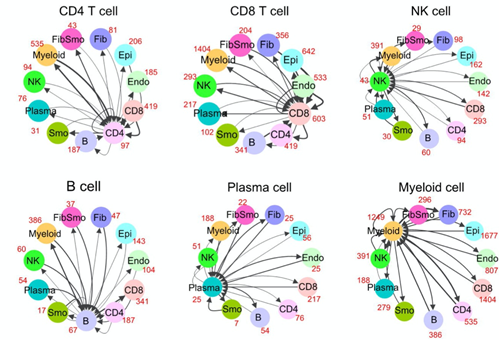 CD4 T cell
43
FibSmo
81
Fib
535
Myeloid
206
Epi
94
NK
Endo
185
76
Plasma
CD8
419
31
Smo
187
B
CD4
97
CD8 T cell
204
FibSmo
356
Fib
1404
Myeloid
642
Epi
293
NK
Endo
533
217
Plasma
CD8
603
102
Smo
341
B
CD4
419
NK cell
29
FibSmo
98
Fib
391
Myeloid
Epi
162
43
NK
Endo
142
Plasma
51
CD8
293
Smo
30
B
60
CD4
94
B cell
37
FibSmo
47
Fib
386
Myeloid
Epi
143
60
NK
Endo
104
54
Plasma
CD8
341
17
Smo
67
B
CD4
187
Plasma cell
22
FibSmo
25
Fib
188
Myeloid
Epi
56
51
NK
Endo
25
Plasma
25
CD8
217
Smo
7
B
54
CD4
76
Myeloid cell
296
FibSmo
732
Fib
1249
Myeloid
Epi
1677
391
NK
Endo
807
188
Plasma
CD8
1404
279
Smo
B
386
CD4
535